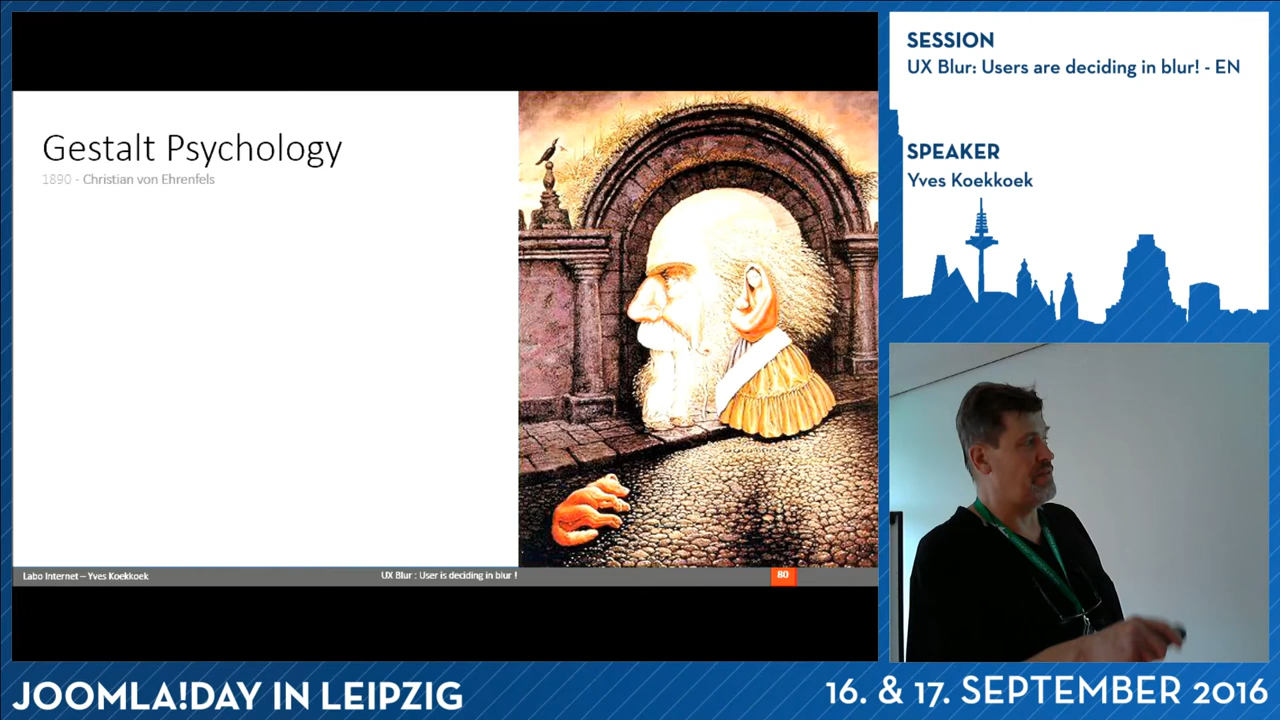 Gestalt Psychology
1890 - Christian von Ehrenfels
Labo Internet – Yves Koekkoek
UX Blur : User is deciding in blur !
80
SESSION
UX Blur: Users are deciding in blur! - EN
SPEAKER
Yves Koekkoek
JOOMLA!DAY IN LEIPZIG
16. & 17. SEPTEMBER 2016